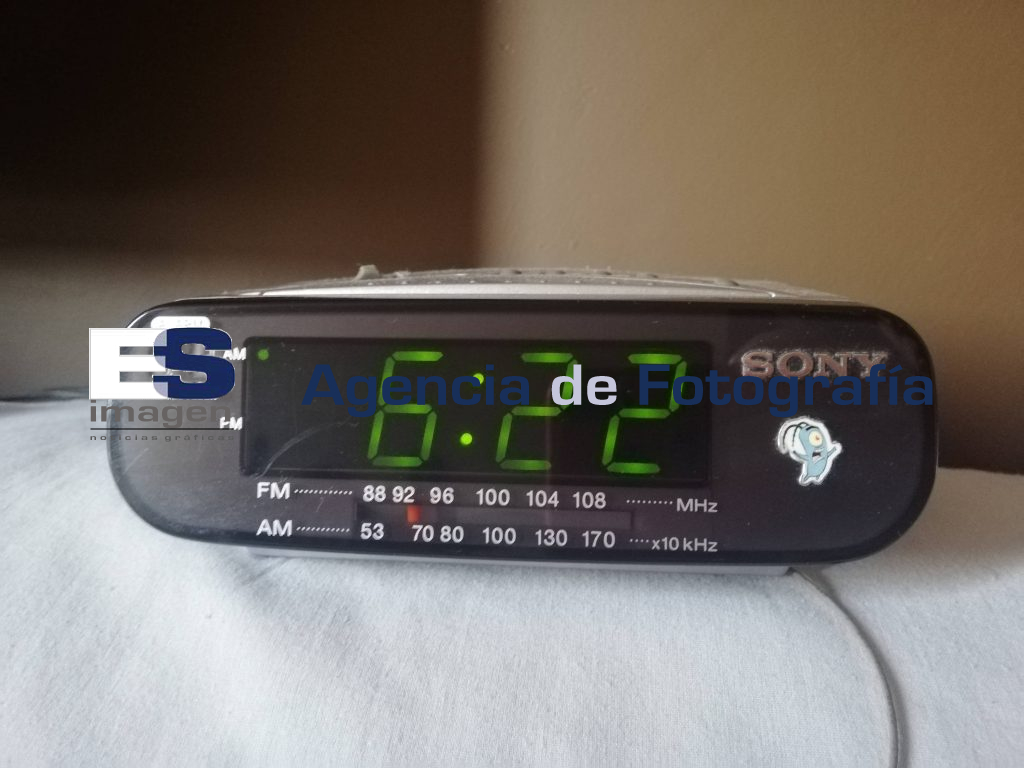 SONY
AM
6:22
ES
imagen
noticias gráficas
Agencia de Fotografía
FM
FM 88 92 96 100 104 108 MHz
AM 53 70 80 100 130 170 x10 kHz